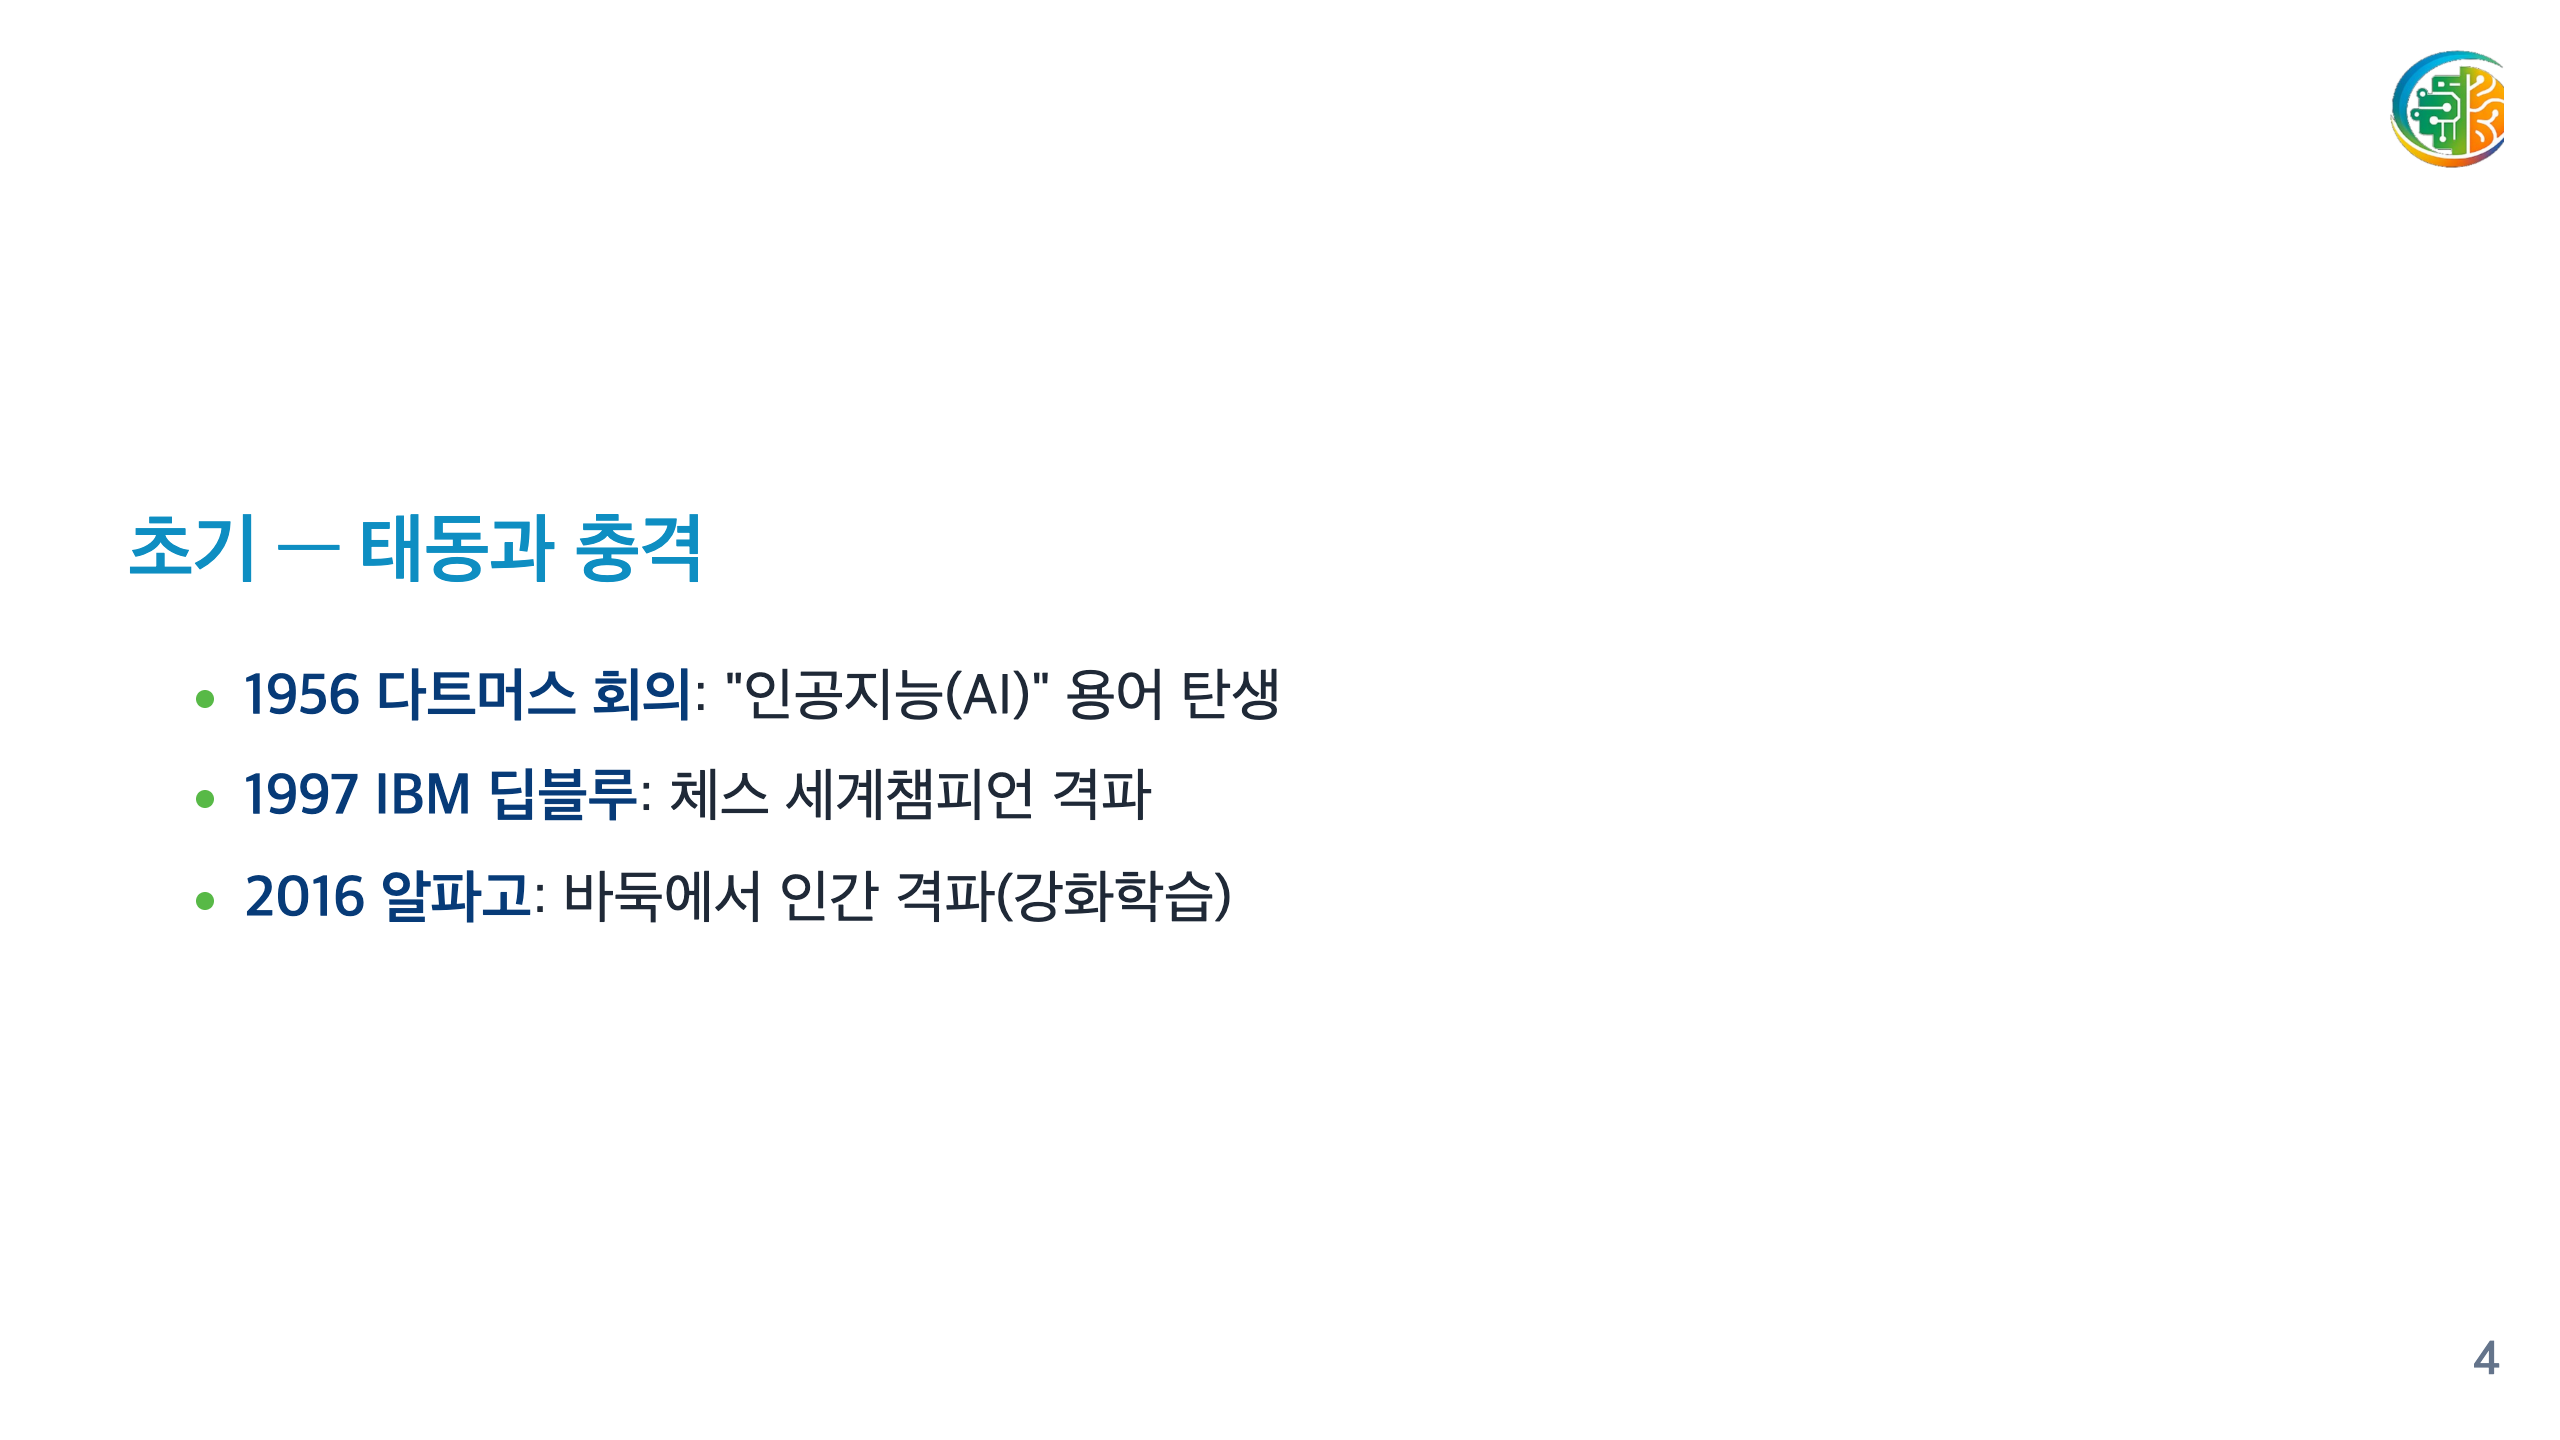 초기 — 태동과 충격
• 1956 다트머스 회의: "인공지능(AI)" 용어 탄생
• 1997 IBM 딥블루: 체스 세계챔피언 격파
• 2016 알파고: 바둑에서 인간 격파(강화학습)
4